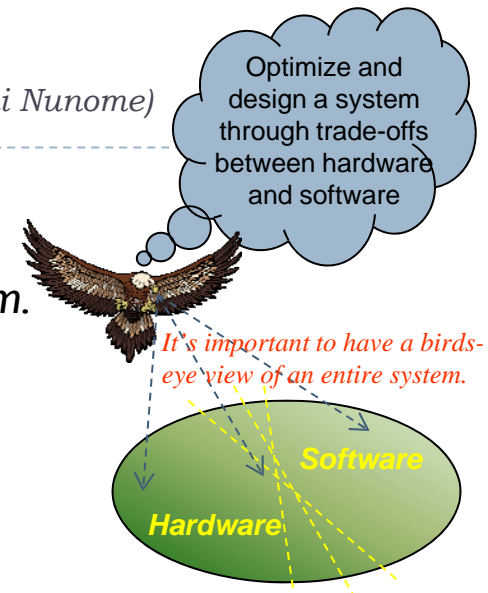 Optimize and
design a system
through trade-offs
between hardware
and software
i Nunome)
m.
It's important to have a birds-
eye view of an entire system.
Software
Hardware